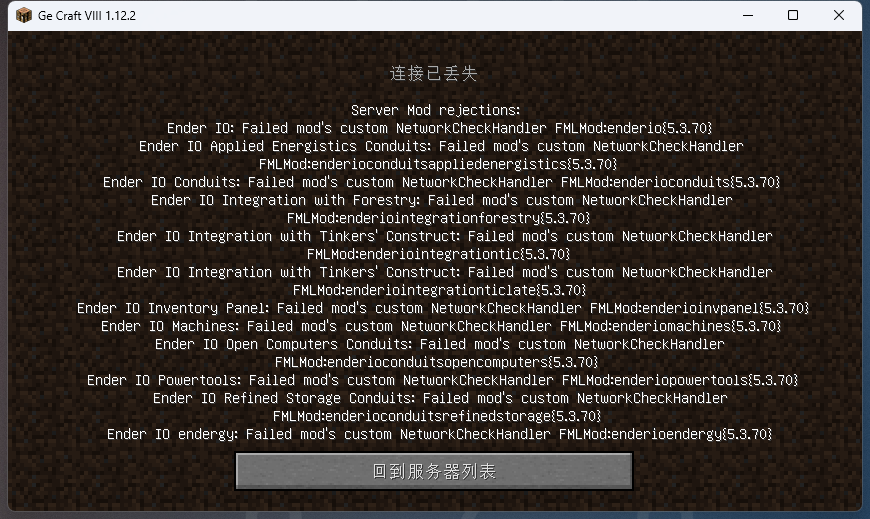 Ge Craft VIII 1.12.2
连接已丢失
Server Mod rejections:
Ender IO: Failed mod's custom NetworkCheckHandler FMLMod:enderio{5.3.70}
Ender IO Applied Energistics Conduits: Failed mod's custom NetworkCheckHandler
FMLMod:enderioconduitsappliedenergistics{5.3.70}
Ender IO Conduits: Failed mod's custom NetworkCheckHandler FMLMod:enderioconduits{5.3.70}
Ender IO Integration with Forestry: Failed mod's custom NetworkCheckHandler
FMLMod:enderiointegrationforestry{5.3.70}
Ender IO Integration with Tinkers' Construct: Failed mod's custom NetworkCheckHandler
FMLMod:enderiointegrationtic{5.3.70}
Ender IO Integration with Tinkers' Construct: Failed mod's custom NetworkCheckHandler
FMLMod:enderiointegrationticlate{5.3.70}
Ender IO Inventory Panel: Failed mod's custom NetworkCheckHandler FMLMod:enderioinvpanel{5.3.70}
Ender IO Machines: Failed mod's custom NetworkCheckHandler FMLMod:enderiomachines{5.3.70}
Ender IO Open Computers Conduits: Failed mod's custom NetworkCheckHandler
FMLMod:enderioconduitsopencomputers{5.3.70}
Ender IO Powertools: Failed mod's custom NetworkCheckHandler FMLMod:enderiopowertools{5.3.70}
Ender IO Refined Storage Conduits: Failed mod's custom NetworkCheckHandler
FMLMod:enderioconduitsrefinedstorage{5.3.70}
Ender IO endergy: Failed mod's custom NetworkCheckHandler FMLMod:enderioendergy{5.3.70}
回到服务器列表